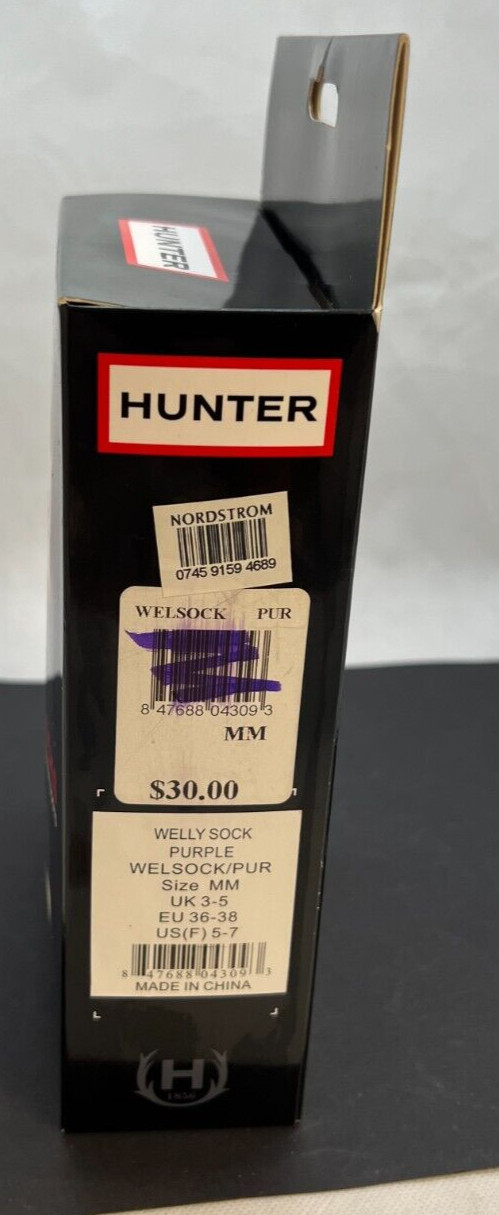 HUNTER
HUNTER
NORDSTROM
0745 9159 4689
WELSOCK PUR
8 47688 04309 3
MM
$30.00
WELLY SOCK
PURPLE
WELSOCK/PUR
Size MM
UK 3-5
EU 36-38
US(F) 5-7
8 47688 04309 3
MADE IN CHINA
H
1856